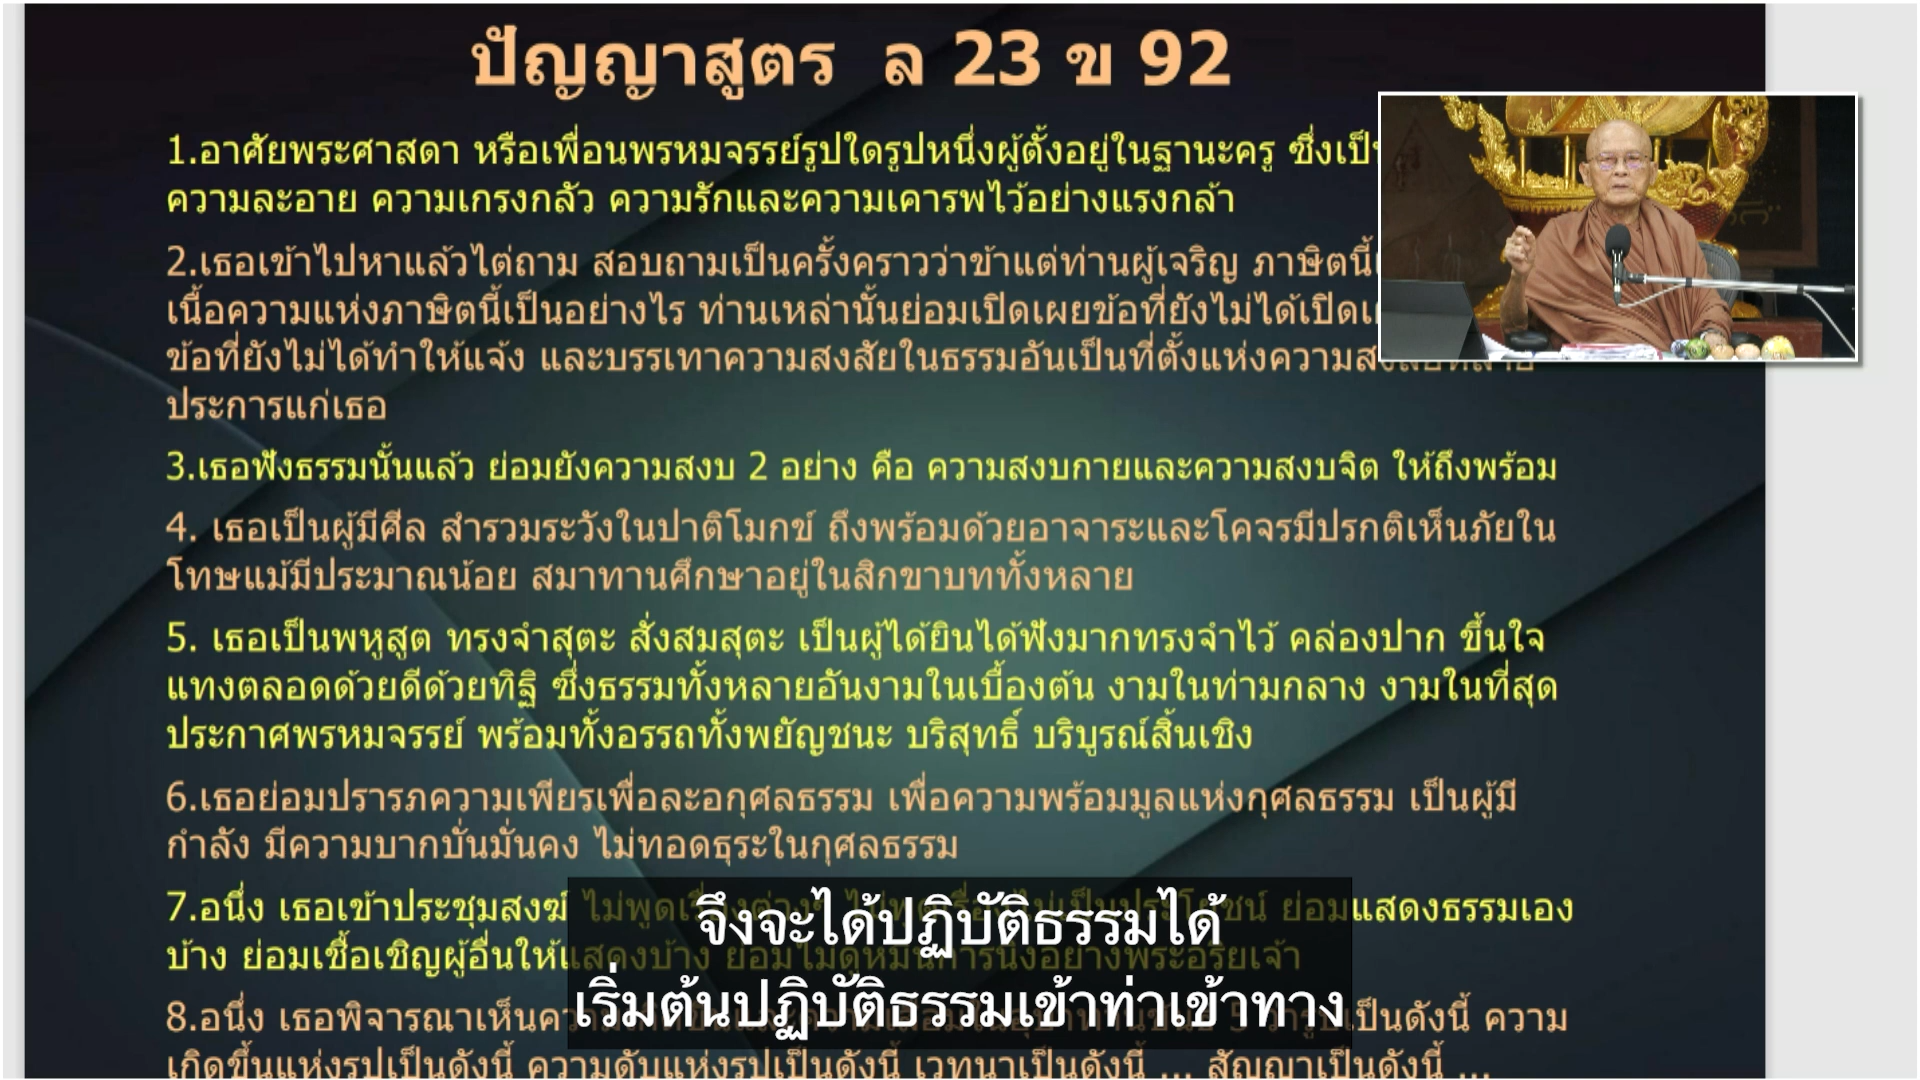 ปัญญาสูตร ล 23 ข 92
1.อาศัยพระศาสดา หรือเพื่อนพรหมจรรย์รูปใดรูปหนึ่งผู้ตั้งอยู่ในฐานะครู ซึ่งเป็น
ความละอาย ความเกรงกลัว ความรักและความเคารพไว้อย่างแรงกล้า
2.เธอเข้าไปหาแล้วไต่ถาม สอบถามเป็นครั้งคราวว่าข้าแต่ท่านผู้เจริญ ภาษิตนี้
เนื้อความแห่งภาษิตนี้เป็นอย่างไร ท่านเหล่านั้นย่อมเปิดเผยข้อที่ยังไม่ได้
ข้อที่ยังไม่ได้ทำให้แจ้ง และบรรเทาความสงสัยในธรรมอันเป็นที่ตั้งแห่ง
ประการแก่เธอ
3.เธอฟังธรรมนั้นแล้ว ย่อมยังความสงบ 2 อย่าง คือ ความสงบกายและความสงบจิต ให้ถึงพร้อม
4. เธอเป็นผู้มีศีล สำรวมระวังในปาติโมกข์ ถึงพร้อมด้วยอาจาระและโคจรมีปรกติเห็นภัยใน
โทษแม้มีประมาณน้อย สมาทานศึกษาอยู่ในสิกขาบททั้งหลาย
5. เธอเป็นพหูสูต ทรงจำสุตะ สั่งสมสุตะ เป็นผู้ได้ยินได้ฟังมากทรงจำไว้ คล่องปาก ขึ้นใจ
แทงตลอดด้วยดีด้วยทิฐิ ซึ่งธรรมทั้งหลายอันงามในเบื้องต้น งามในท่ามกลาง งามในที่สุด
ประกาศพรหมจรรย์ พร้อมทั้งอรรถทั้งพยัญชนะ บริสุทธิ์ บริบูรณ์สิ้นเชิง
6.เธอย่อมปรารภความเพียรเพื่อละอกุศลธรรม เพื่อความพร้อมมูลแห่งกุศลธรรม เป็นผู้มี
กำลัง มีความบากบั่นมั่นคง ไม่ทอดธุระในกุศลธรรม
7.อนึ่ง เธอเข้าประชุมสงฆ์ ไม่พูด ย่อมแสดงธรรมเอง
บ้าง ย่อมเชื้อเชิญผู้อื่นให้แสดงบ้าง ย่อมไม่ดูหมิ่นการนิ่งอย่างพระอริยเจ้า
8.อนึ่ง เธอพิจารณาเห็น เป็นดังนี้ ความ
เกิดขึ้นแห่งรูปเป็นดังนี้ ความดับแห่งรูปเป็นดังนี้ เวทนาเป็นดังนี้ ... สัญญาเป็นดังนี้ ...
จึงจะได้ปฏิบัติธรรมได้
เริ่มต้นปฏิบัติธรรมเข้าท่าเข้าทาง